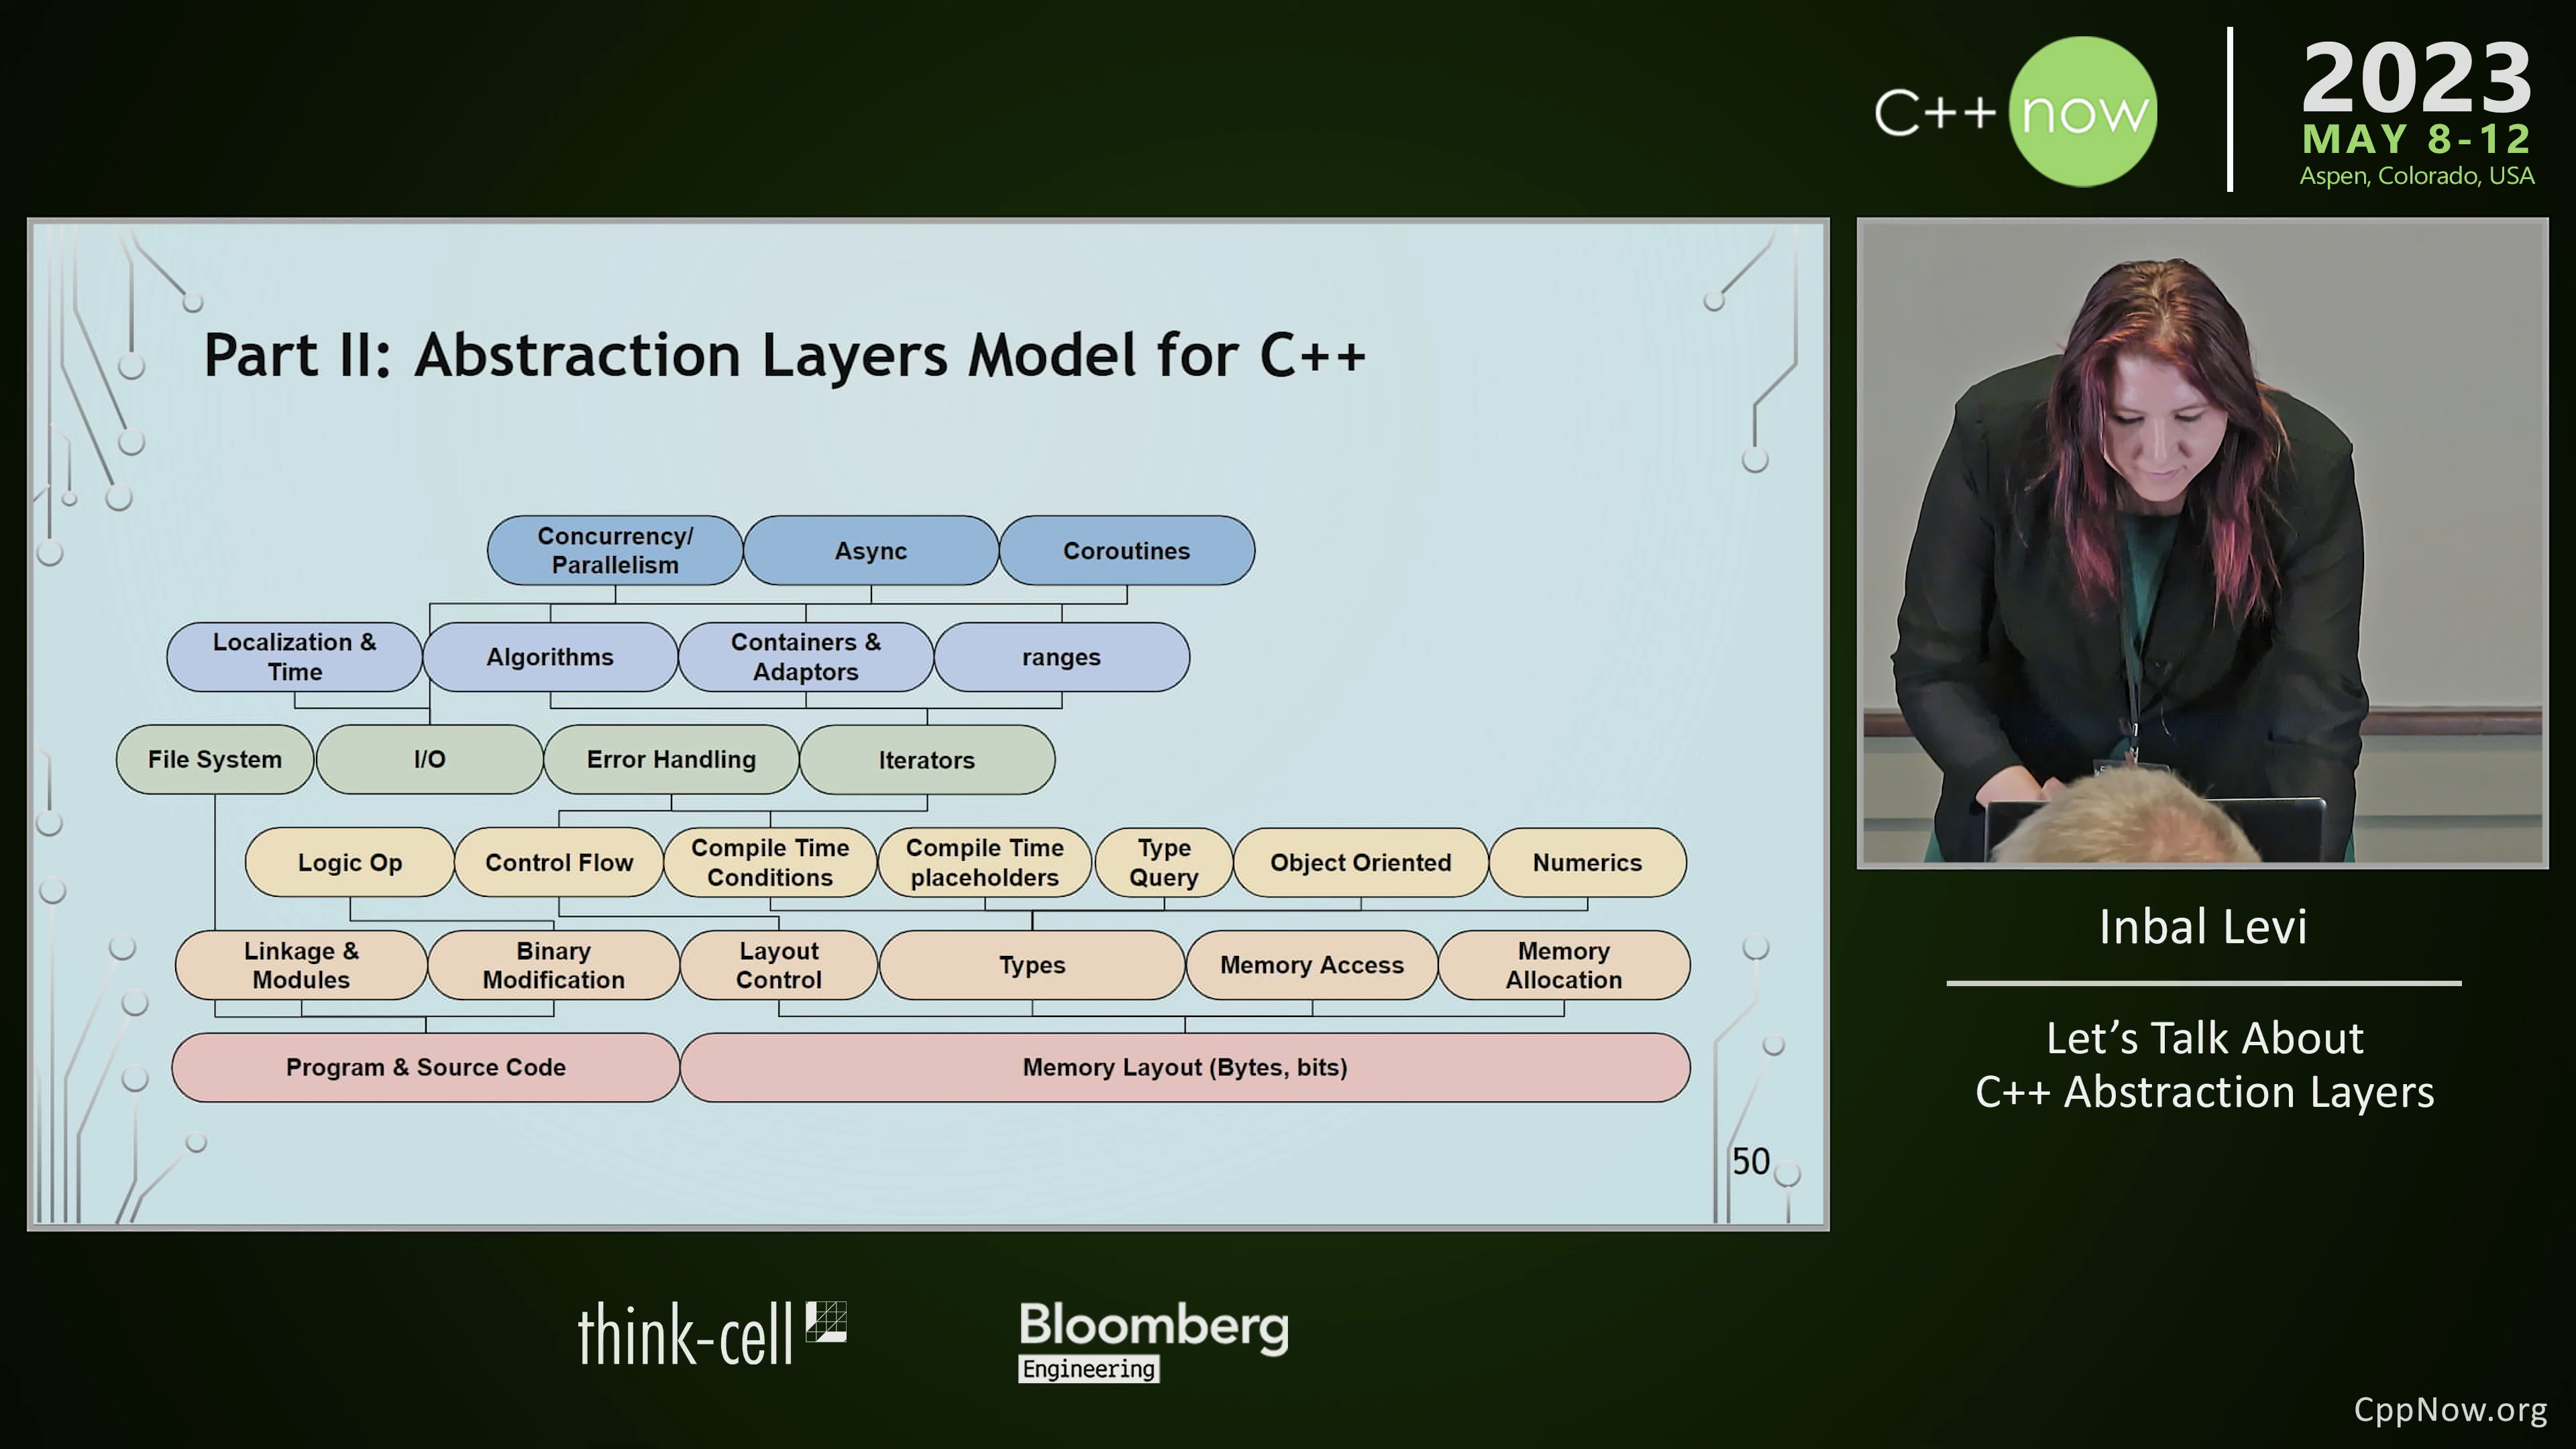 C++ now
2023
MAY 8-12
Aspen, Colorado, USA
Part II: Abstraction Layers Model for C++
Concurrency/
Parallelism
Async
Coroutines
Localization &
Time
Algorithms
Containers &
Adaptors
ranges
File System
I/O
Error Handling
Iterators
Logic Op
Control Flow
Compile Time
Conditions
Compile Time
placeholders
Type
Query
Object Oriented
Numerics
Linkage &
Modules
Binary
Modification
Layout
Control
Types
Memory Access
Memory
Allocation
Program & Source Code
Memory Layout (Bytes, bits)
50
Inbal Levi
Let’s Talk About
C++ Abstraction Layers
think-cell
Bloomberg
Engineering
CppNow.org